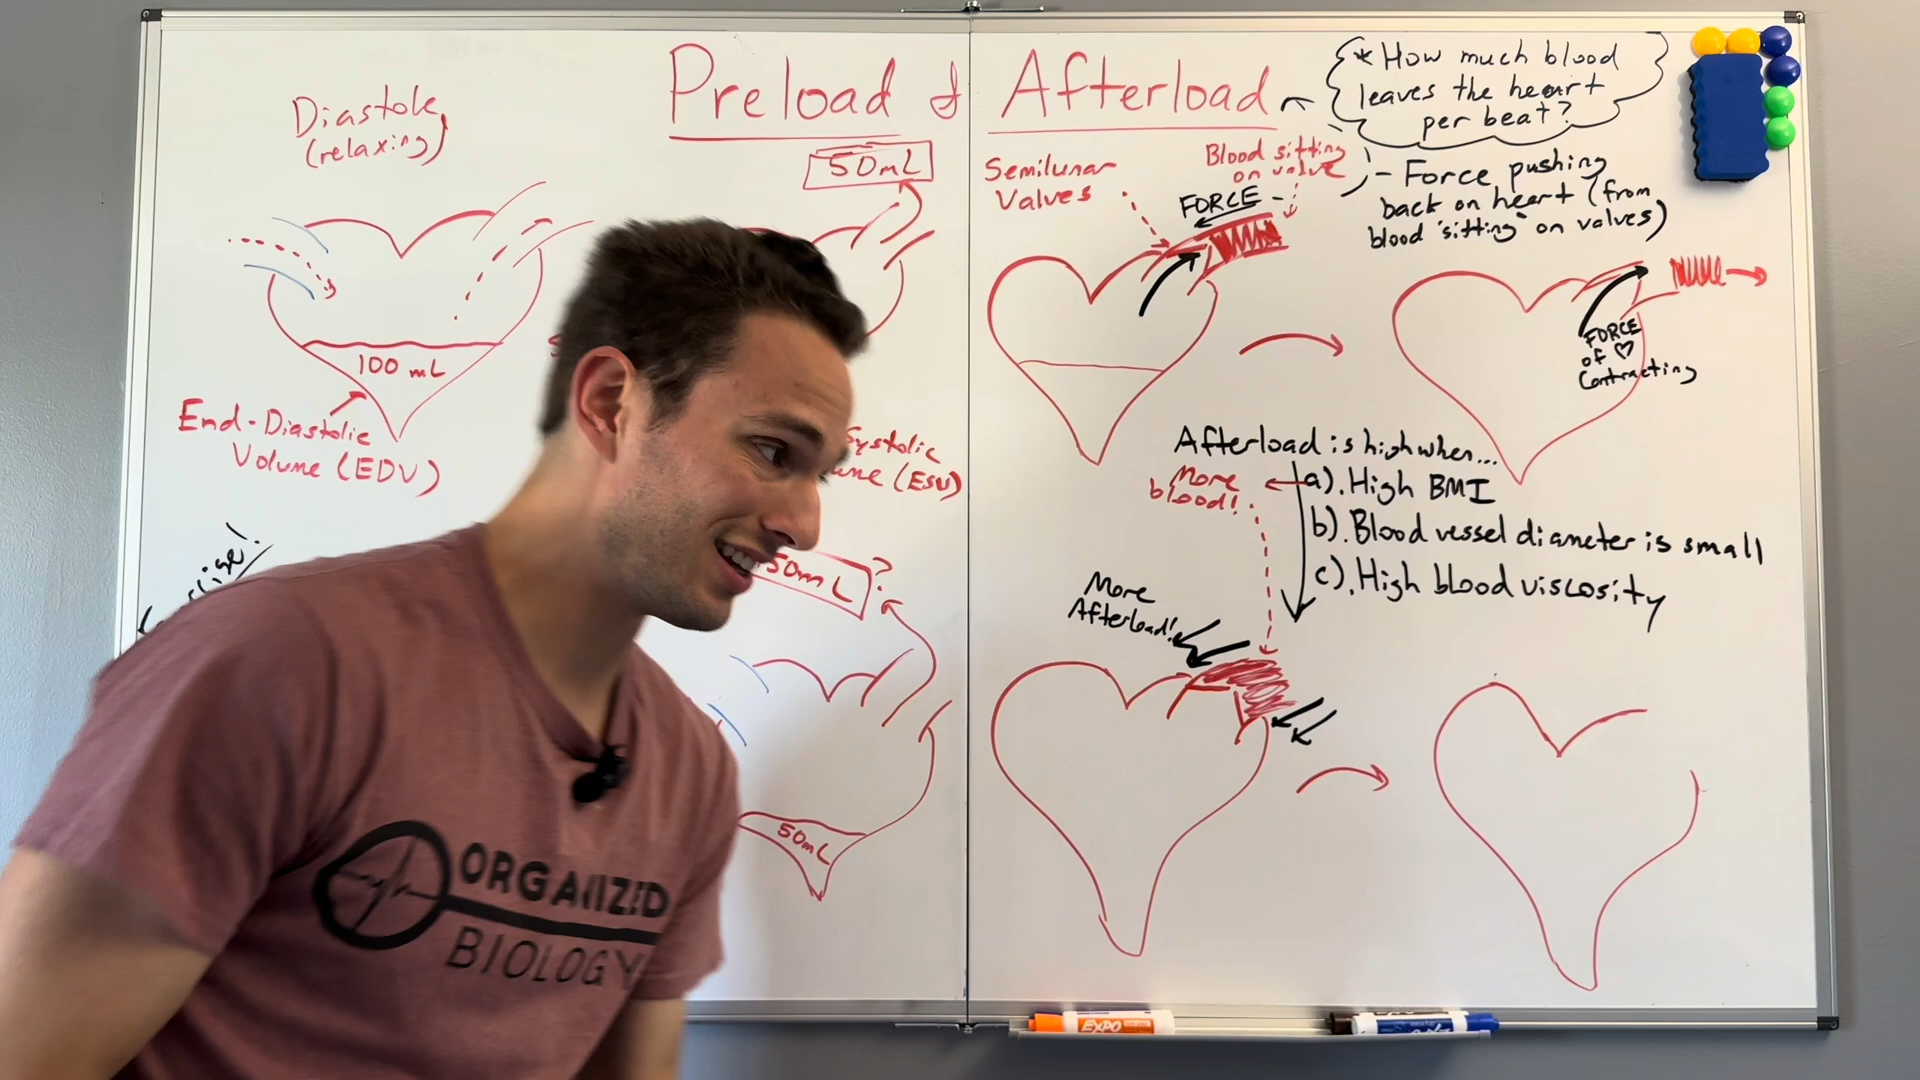 Preload & Afterload
Diastole
(relaxing)
50mL
100 mL
End-Diastolic
Volume (EDV)
Systolic
(ESV)
50mL ?
50mL
* How much blood
leaves the heart
per beat?
- Force pushing
back on heart (from
blood "sitting" on valves)
Semilunar
Valves
Blood sitting
on valve
FORCE
FORCE
of ♡
Contracting
Afterload is high when...
a). High BMI
b). Blood vessel diameter is small
c). High blood viscosity
More
blood!
More
Afterload!
ORGANIZED
BIOLOGY
EXPO